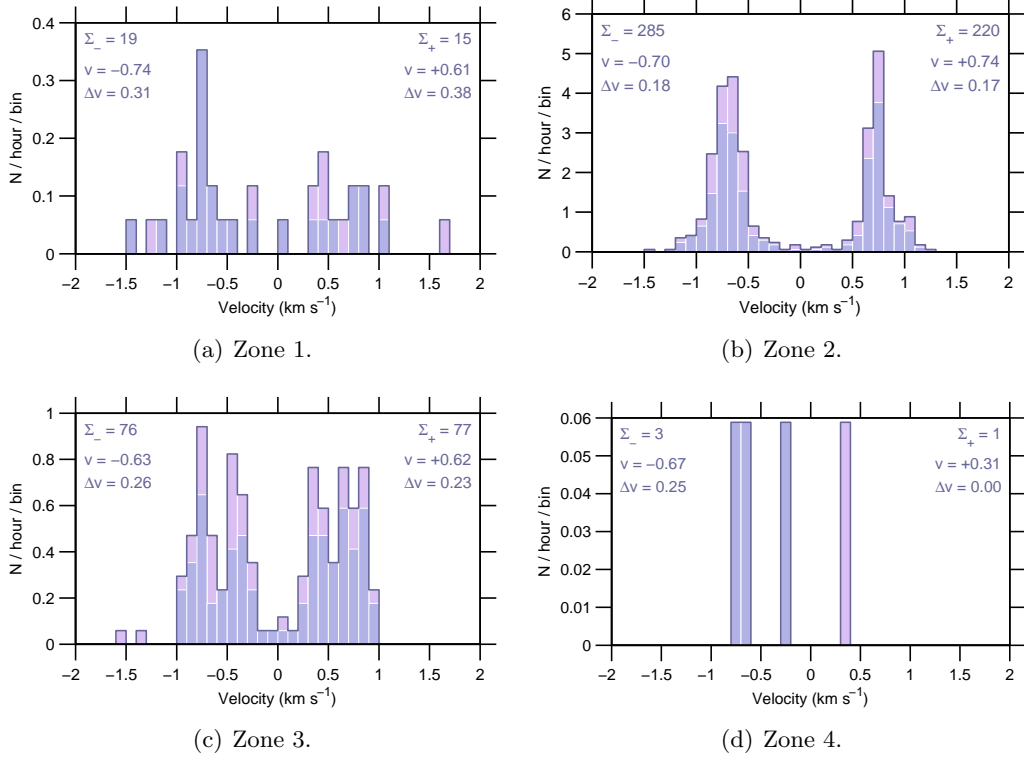 0.4
0.3
0.2
0.1
0
N / hour / bin
Σ₋ = 19
v = −0.74
Δv = 0.31
Σ₊ = 15
v = +0.61
Δv = 0.38
−2 −1.5 −1 −0.5 0 0.5 1 1.5 2
Velocity (km s⁻¹)
(a) Zone 1.
6
5
4
3
2
1
0
N / hour / bin
Σ₋ = 285
v = −0.70
Δv = 0.18
Σ₊ = 220
v = +0.74
Δv = 0.17
−2 −1.5 −1 −0.5 0 0.5 1 1.5 2
Velocity (km s⁻¹)
(b) Zone 2.
1
0.8
0.6
0.4
0.2
0
N / hour / bin
Σ₋ = 76
v = −0.63
Δv = 0.26
Σ₊ = 77
v = +0.62
Δv = 0.23
−2 −1.5 −1 −0.5 0 0.5 1 1.5 2
Velocity (km s⁻¹)
(c) Zone 3.
0.06
0.05
0.04
0.03
0.02
0.01
0
N / hour / bin
Σ₋ = 3
v = −0.67
Δv = 0.25
Σ₊ = 1
v = +0.31
Δv = 0.00
−2 −1.5 −1 −0.5 0 0.5 1 1.5 2
Velocity (km s⁻¹)
(d) Zone 4.